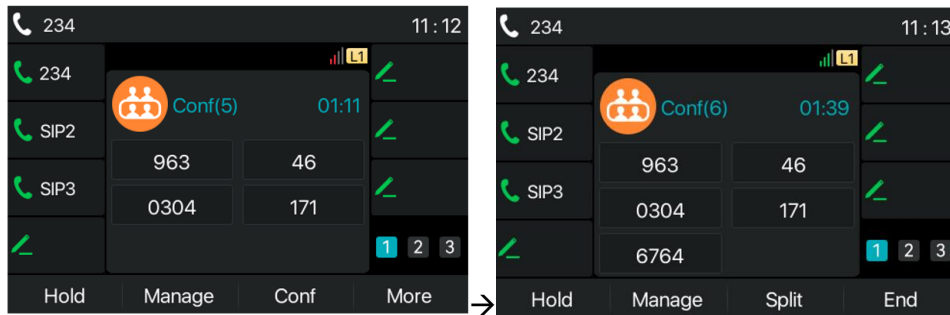 234 11:12
L1
234
Conf(5) 01:11
SIP2
963 46
SIP3
0304 171
1 2 3
Hold Manage Conf More
→
234 11:13
L1
234
Conf(6) 01:39
SIP2
963 46
SIP3
0304 171
6764
1 2 3
Hold Manage Split End